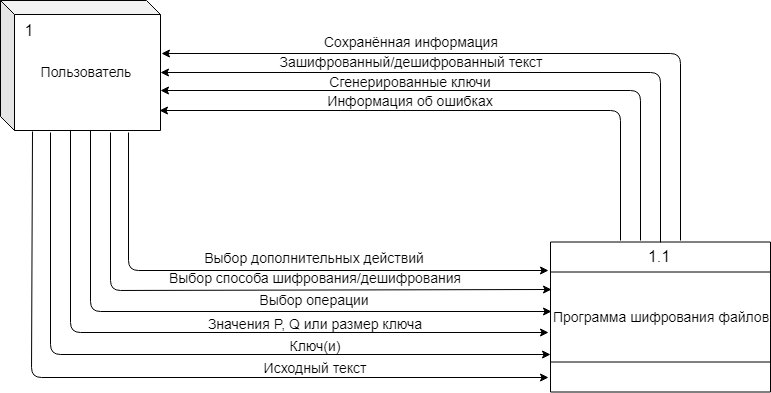 1
Пользователь
Сохранённая информация
Зашифрованный/дешифрованный текст
Сгенерированные ключи
Информация об ошибках
Выбор дополнительных действий
Выбор способа шифрования/дешифрования
Выбор операции
Значения P, Q или размер ключа
Ключ(и)
Исходный текст
1.1
Программа шифрования файлов